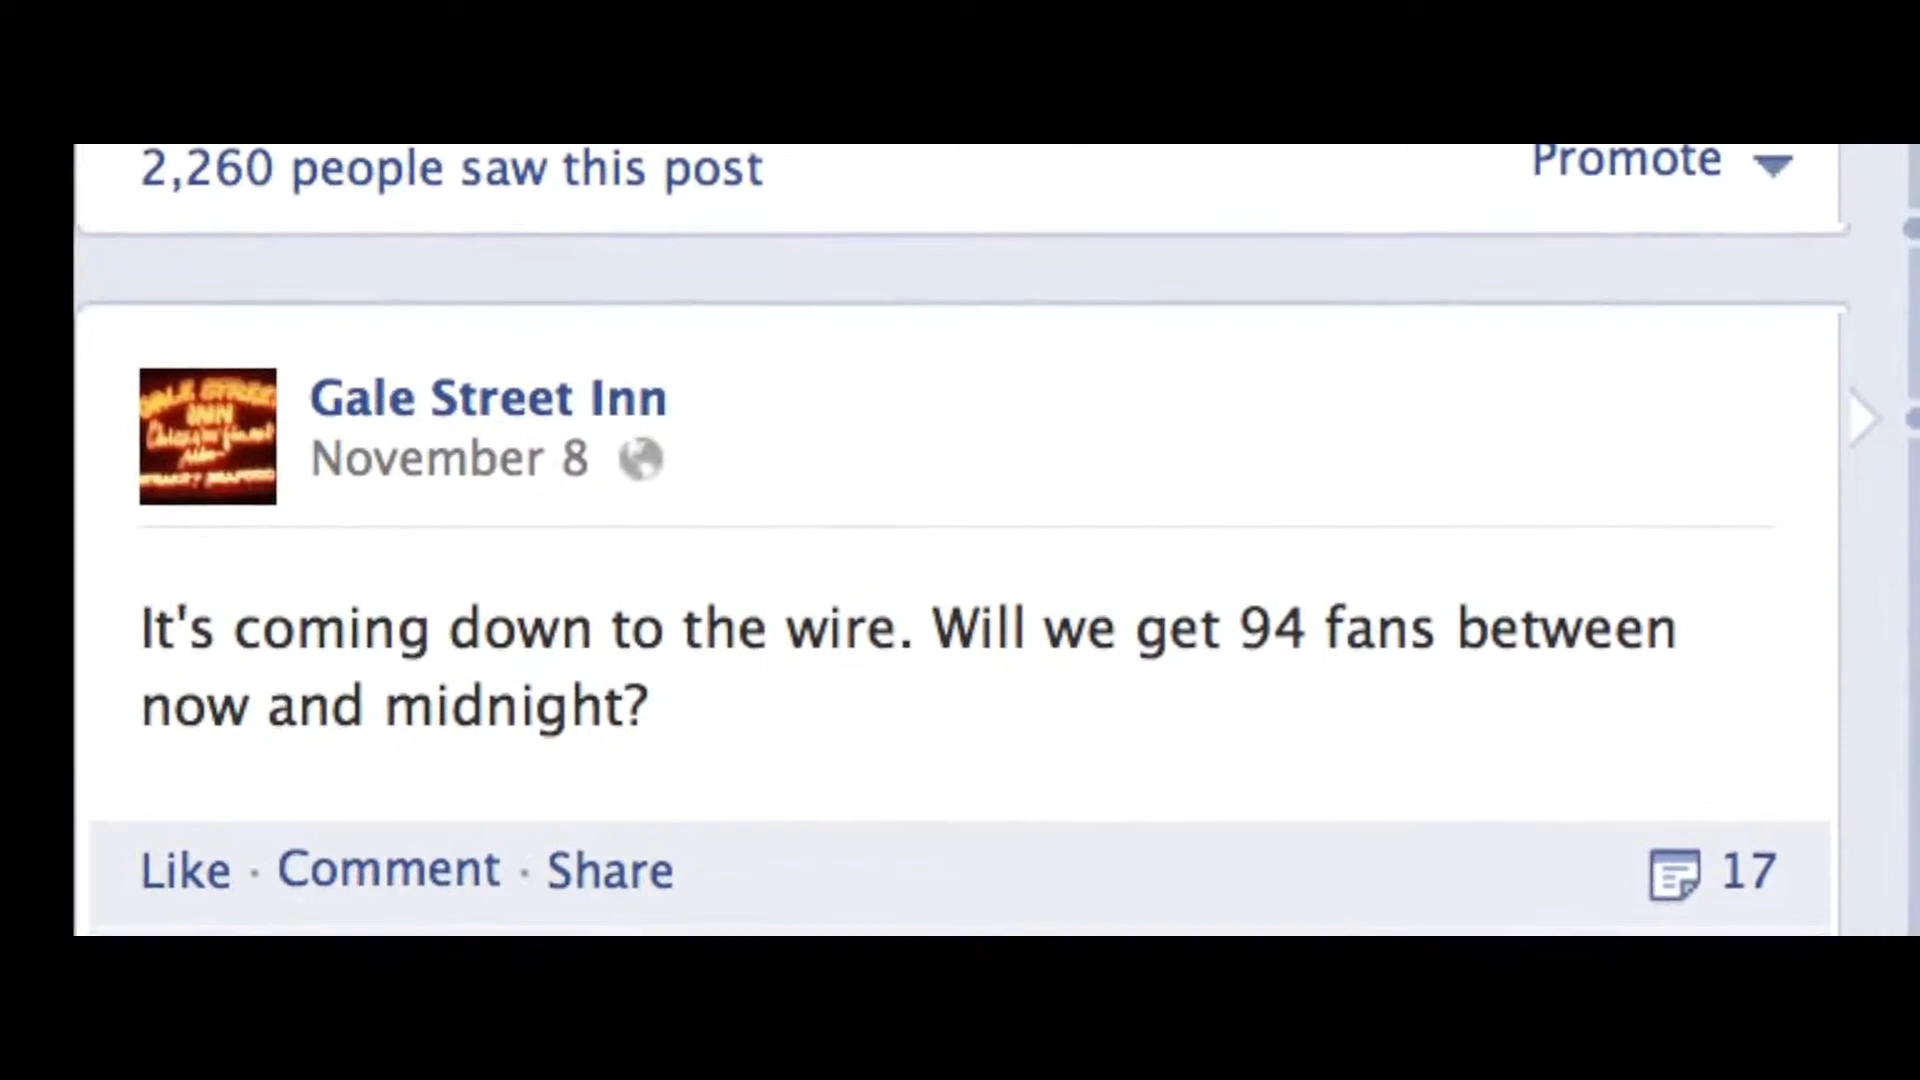 2,260 people saw this post
Promote
Gale Street Inn
November 8
It's coming down to the wire. Will we get 94 fans between
now and midnight?
Like · Comment · Share
17